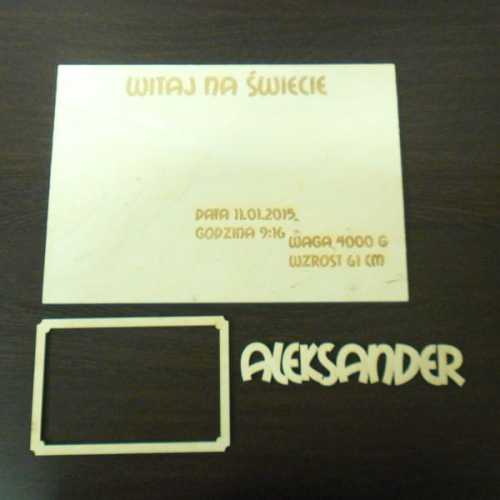 WITAJ NA ŚWIECIE
DATA 11.01.2015
GODZINA 9:16
WAGA 4000 G
WZROST 61 CM
ALEKSANDER